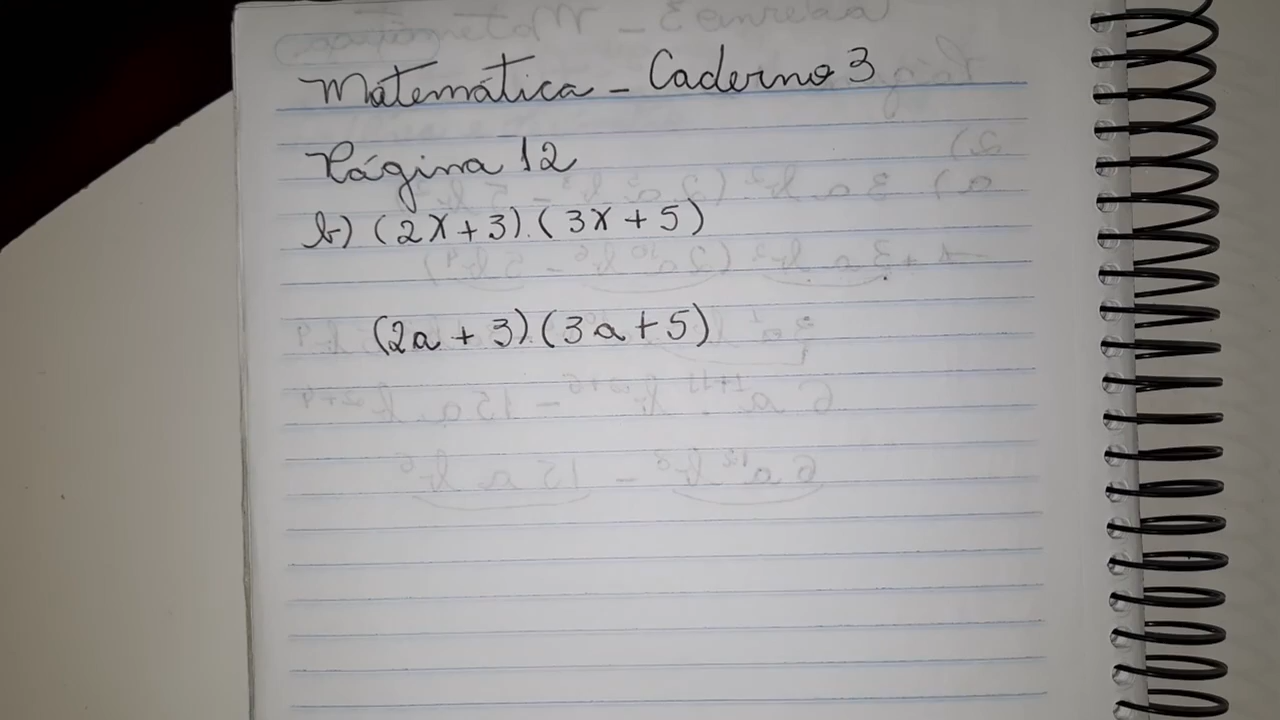 Matemática - Caderno 3
Página 12
b) (2x+3).(3x+5)
(2a+3).(3a+5)